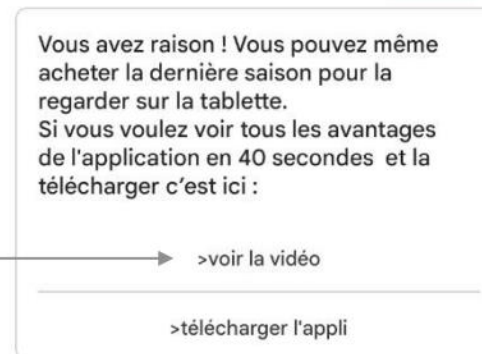 Vous avez raison ! Vous pouvez même
acheter la dernière saison pour la
regarder sur la tablette.
Si vous voulez voir tous les avantages
de l'application en 40 secondes  et la
télécharger c’est ici :
>voir la vidéo
>télécharger l'appli